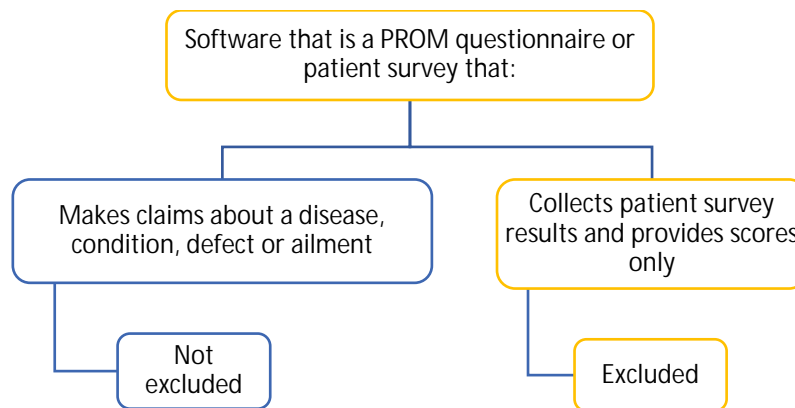 Software that is a PROM questionnaire or
patient survey that:
Makes claims about a disease,
condition, defect or ailment
Collects patient survey
results and provides scores
only
Not
excluded
Excluded